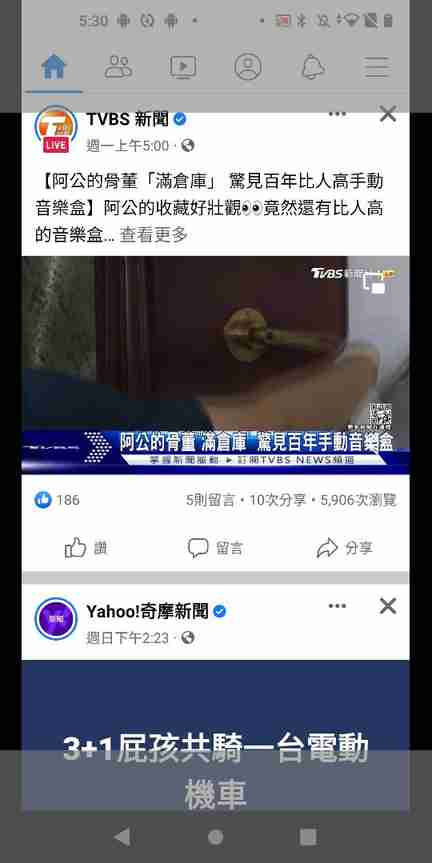 5:30
TVBS 新聞
LIVE
週一上午5:00 ·
【阿公的骨董「滿倉庫」 驚見百年比人高手動
音樂盒】阿公的收藏好壯觀👀竟然還有比人高
的音樂盒... 查看更多
TVBS新聞
阿公的骨董"滿倉庫" 驚見百年手動音樂盒
掌握新聞脈動 ▶ 訂閱TVBS NEWS頻道
186
5則留言 · 10次分享 · 5,906次瀏覽
讚
留言
分享
Yahoo!奇摩新聞
週日下午2:23 ·
3+1屁孩共騎一台電動
機車